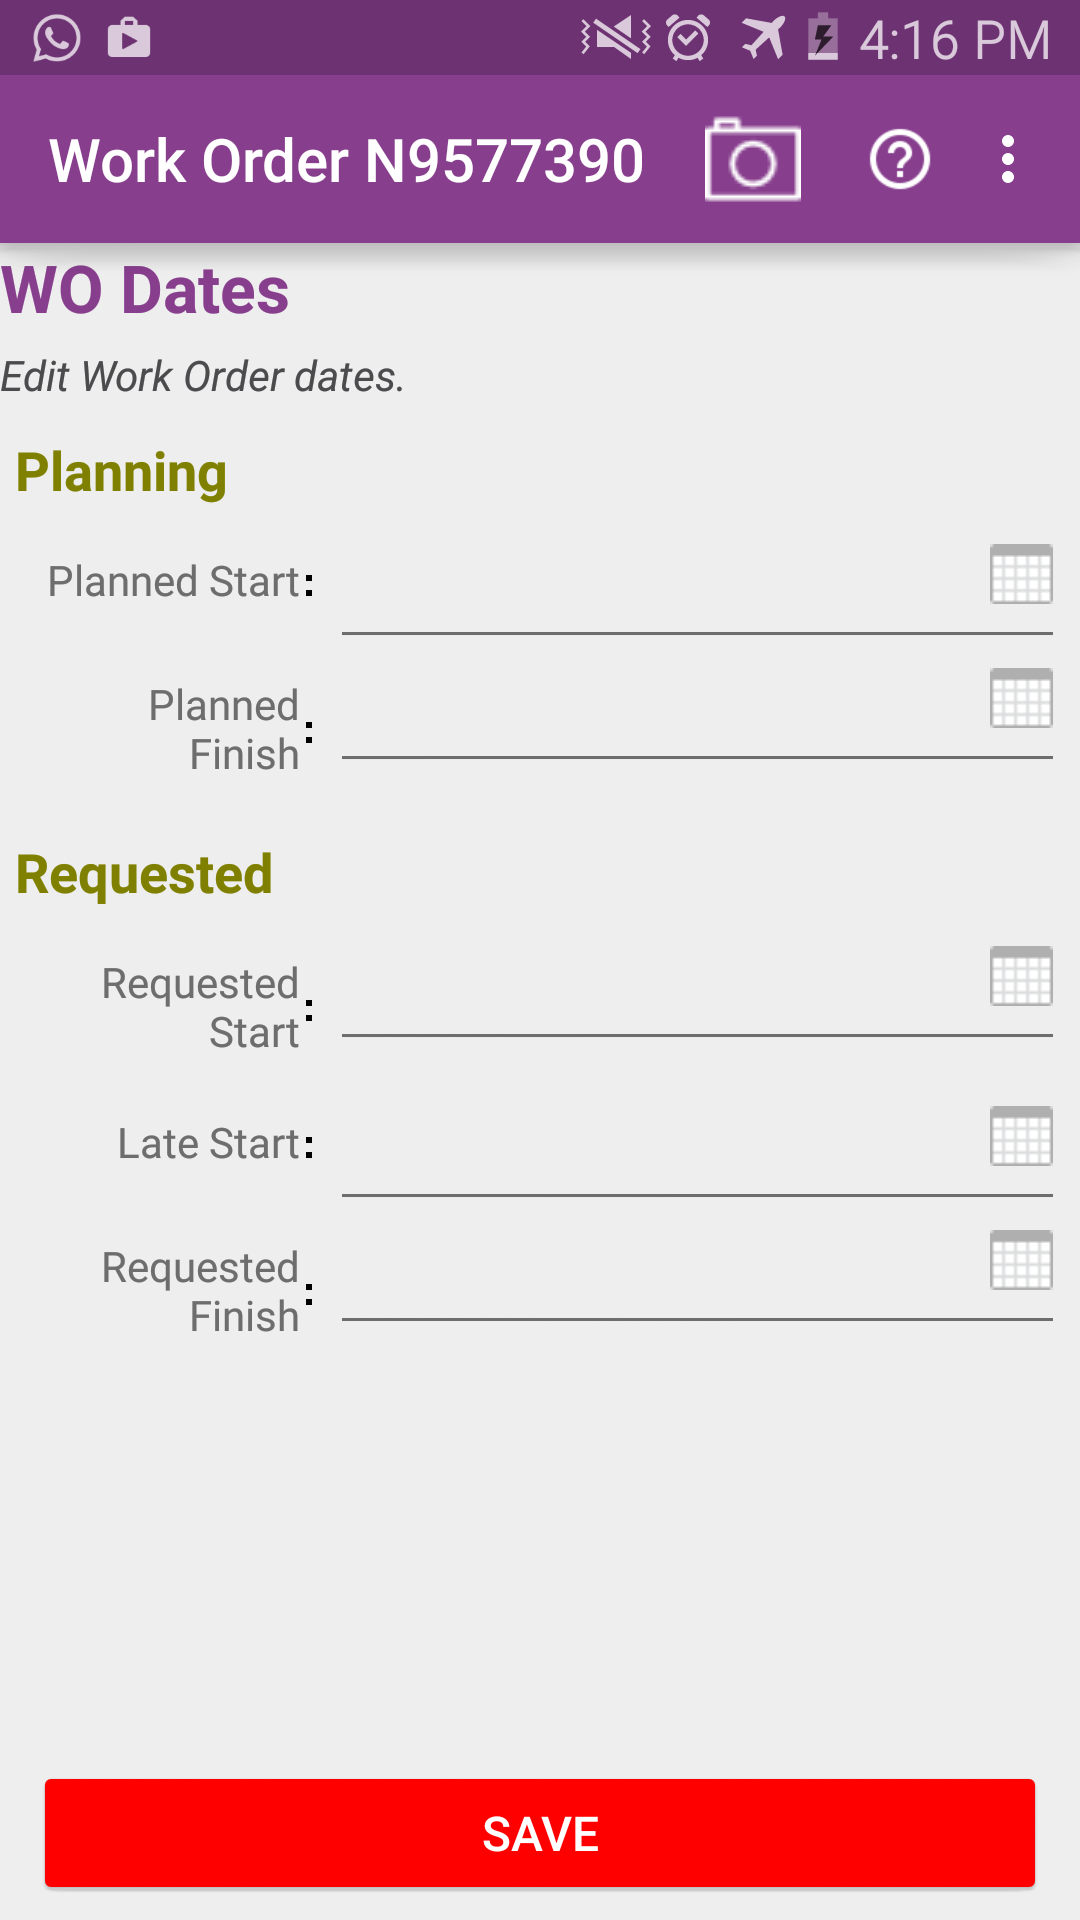 4:16 PM
Work Order N9577390
WO Dates
Edit Work Order dates.
Planning
Planned Start:
Planned
Finish:
Requested
Requested
Start:
Late Start:
Requested
Finish:
SAVE